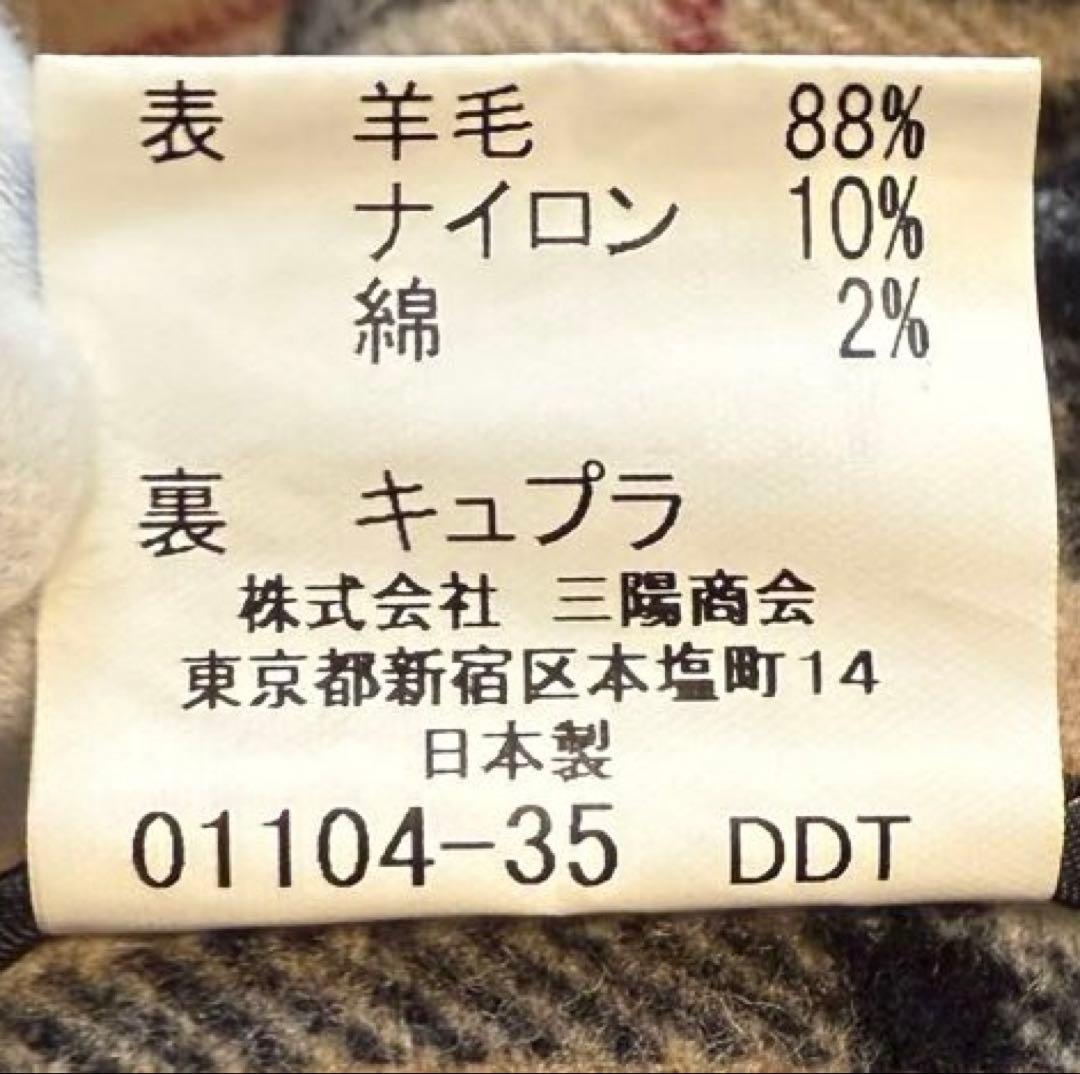 表 羊毛 88%
ナイロン 10%
綿 2%
裏 キュプラ
株式会社 三陽商会
東京都新宿区本塩町14
日本製
01104-35 DDT